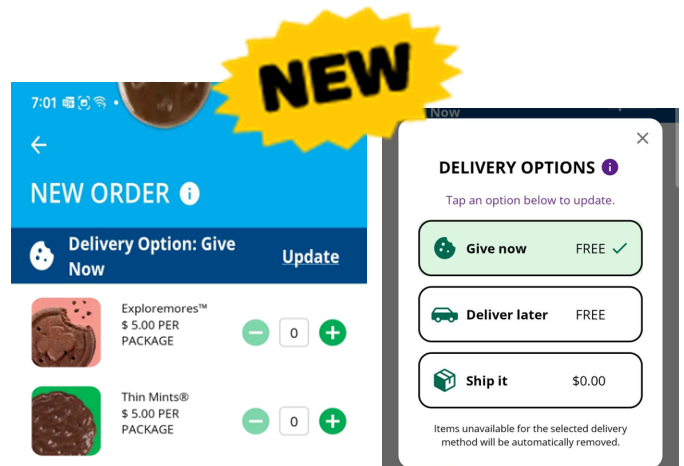 NEW
7:01
NEW ORDER i
Delivery Option: Give
Now
Update
Exploremores™
$ 5.00 PER
PACKAGE
0
Thin Mints®
$ 5.00 PER
PACKAGE
0
Now
DELIVERY OPTIONS i
Tap an option below to update.
Give now FREE
Deliver later FREE
Ship it $0.00
Items unavailable for the selected delivery
method will be automatically removed.